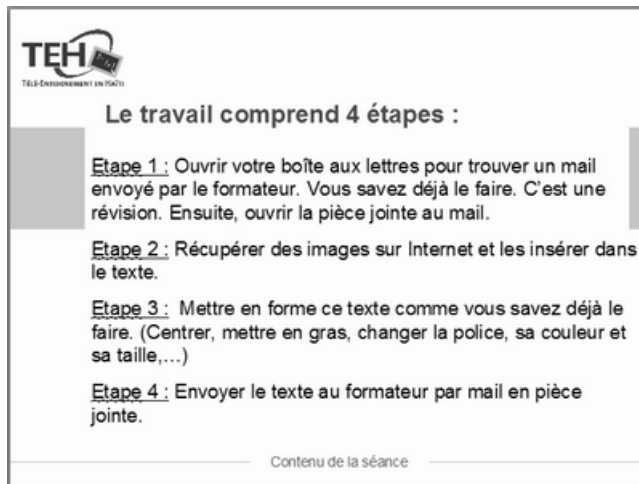 TEH
TÉLÉ-ENSEIGNEMENT EN HAÏTI
Le travail comprend 4 étapes :
Etape 1 : Ouvrir votre boîte aux lettres pour trouver un mail
envoyé par le formateur. Vous savez déjà le faire. C'est une
révision. Ensuite, ouvrir la pièce jointe au mail.
Etape 2 : Récupérer des images sur Internet et les insérer dans
le texte.
Etape 3 : Mettre en forme ce texte comme vous savez déjà le
faire. (Centrer, mettre en gras, changer la police, sa couleur et
sa taille,...)
Etape 4 : Envoyer le texte au formateur par mail en pièce
jointe.
Contenu de la séance